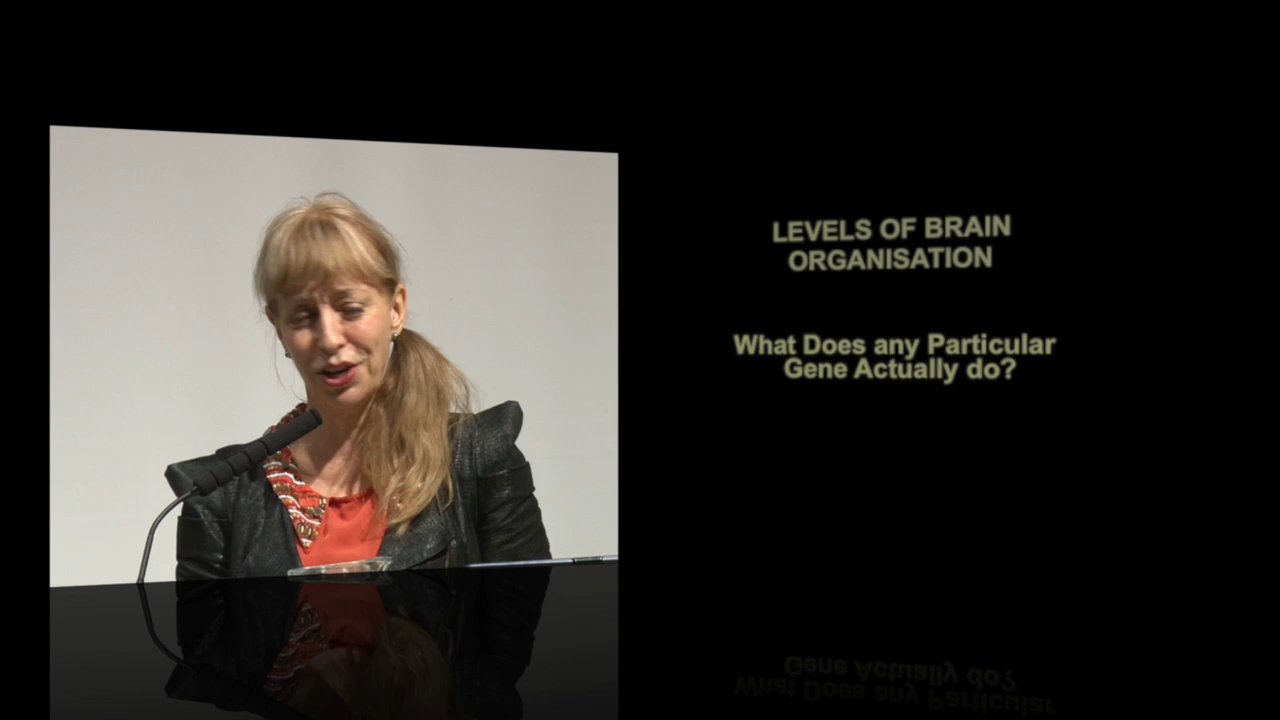 LEVELS OF BRAIN
ORGANISATION
What Does any Particular
Gene Actually do?